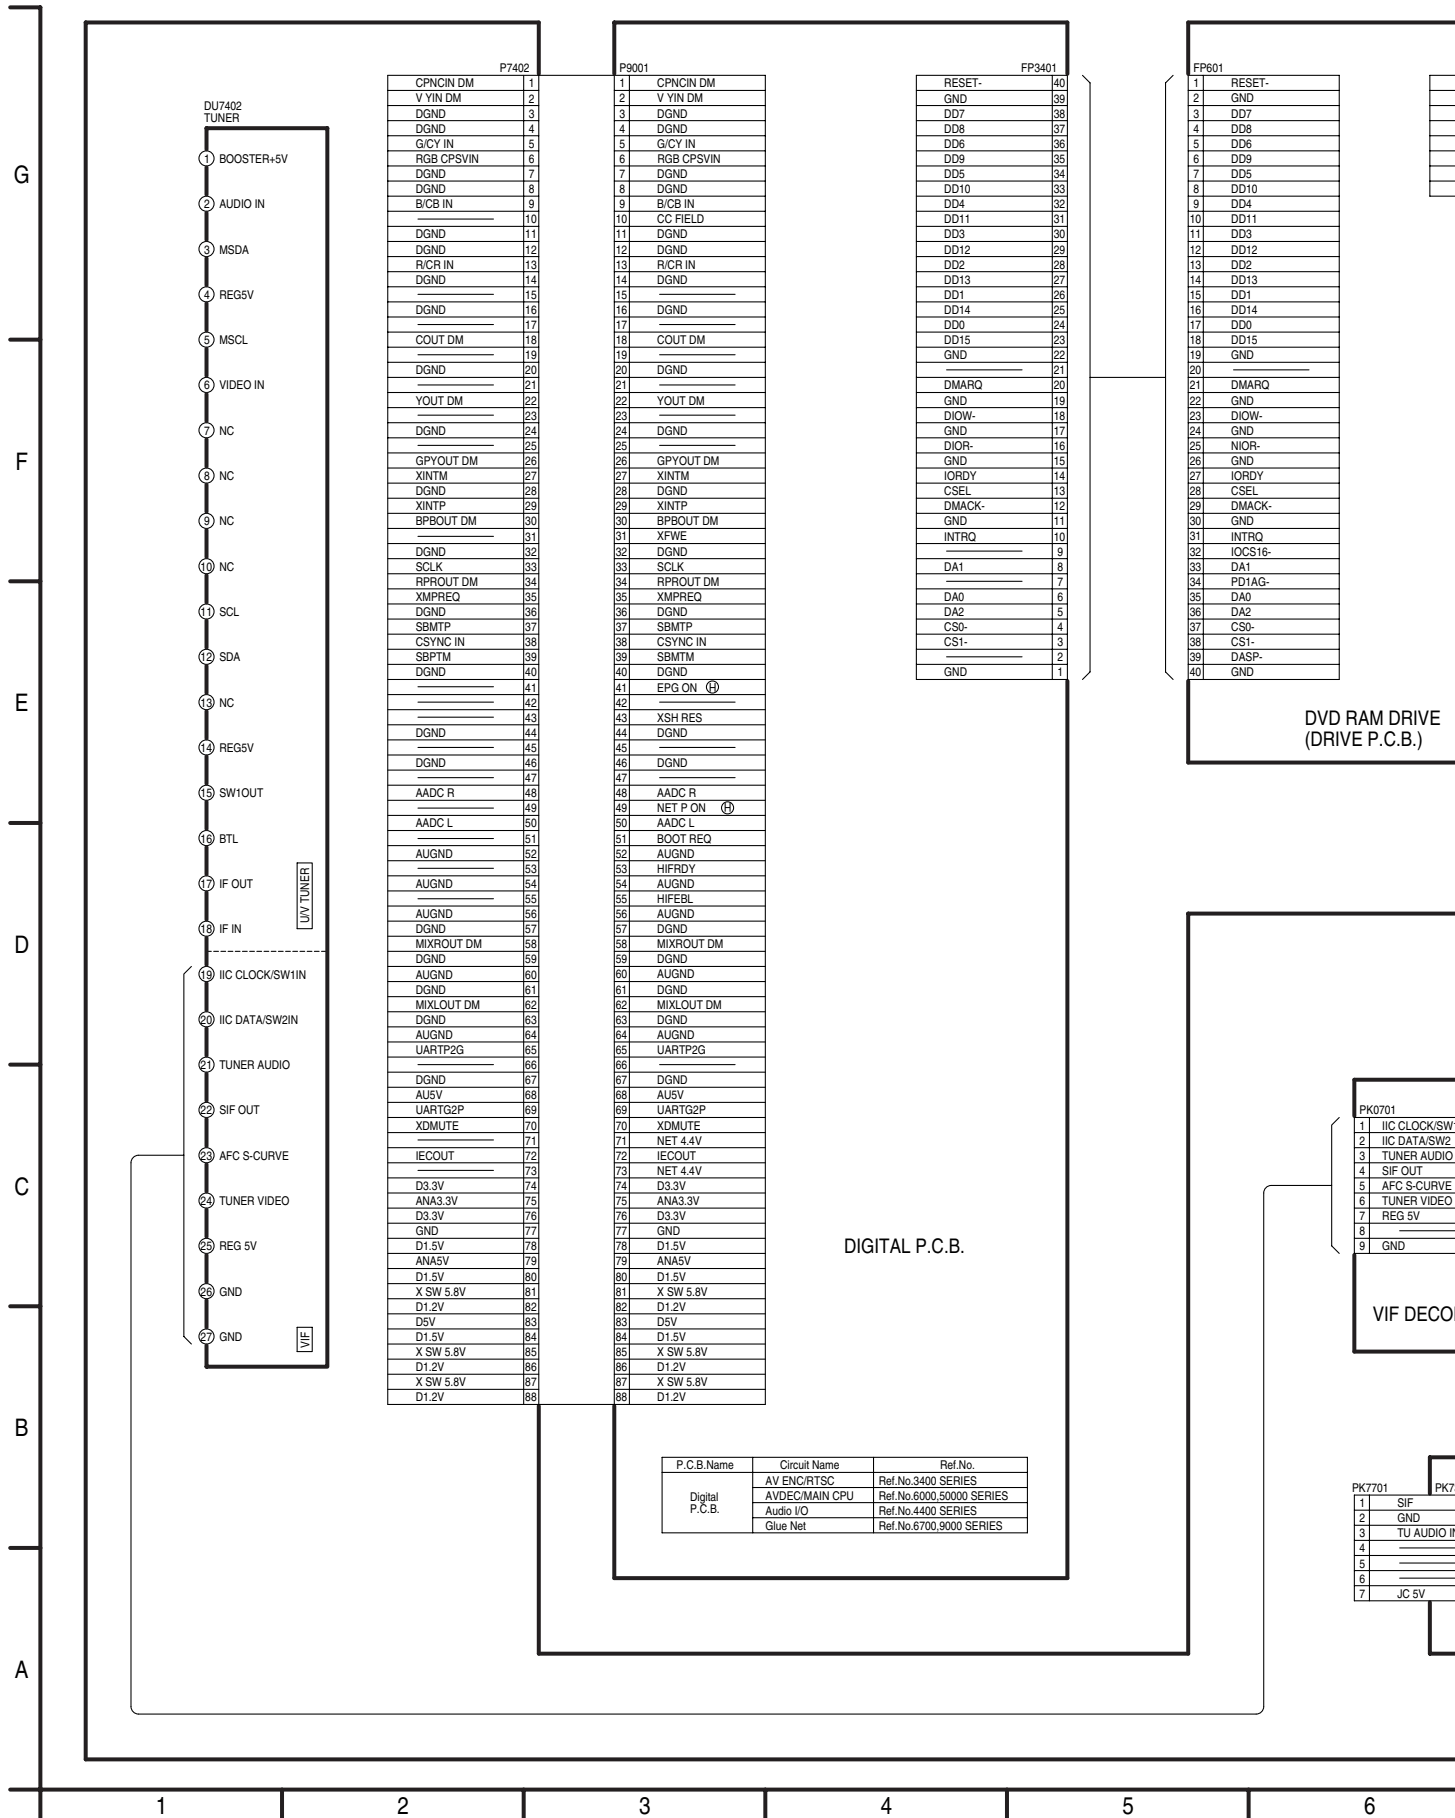 DU7402
TUNER
1 BOOSTER+5V
2 AUDIO IN
3 MSDA
4 REG5V
5 MSCL
6 VIDEO IN
7 NC
8 NC
9 NC
10 NC
11 SCL
12 SDA
13 NC
14 REG5V
15 SW1OUT
16 BTL
17 IF OUT
18 IF IN
U/V TUNER
19 IIC CLOCK/SW1IN
20 IIC DATA/SW2IN
21 TUNER AUDIO
22 SIF OUT
23 AFC S-CURVE
24 TUNER VIDEO
25 REG 5V
26 GND
27 GND
VIF
P7402
CPNCIN DM 1
V YIN DM 2
DGND 3
DGND 4
G/CY IN 5
RGB CPSVIN 6
DGND 7
DGND 8
B/CB IN 9
10
DGND 11
DGND 12
R/CR IN 13
DGND 14
15
DGND 16
17
COUT DM 18
19
DGND 20
21
YOUT DM 22
23
DGND 24
25
GPYOUT DM 26
XINTM 27
DGND 28
XINTP 29
BPBOUT DM 30
31
DGND 32
SCLK 33
RPROUT DM 34
XMPREQ 35
DGND 36
SBMTP 37
CSYNC IN 38
SBPTM 39
DGND 40
41
42
43
DGND 44
45
DGND 46
47
AADC R 48
49
AADC L 50
51
AUGND 52
53
AUGND 54
55
AUGND 56
DGND 57
MIXROUT DM 58
DGND 59
AUGND 60
DGND 61
MIXLOUT DM 62
DGND 63
AUGND 64
UARTP2G 65
66
DGND 67
AU5V 68
UARTG2P 69
XDMUTE 70
71
IECOUT 72
73
D3.3V 74
ANA3.3V 75
D3.3V 76
GND 77
D1.5V 78
ANA5V 79
D1.5V 80
X SW 5.8V 81
D1.2V 82
D5V 83
D1.5V 84
X SW 5.8V 85
D1.2V 86
X SW 5.8V 87
D1.2V 88
P9001
1 CPNCIN DM
2 V YIN DM
3 DGND
4 DGND
5 G/CY IN
6 RGB CPSVIN
7 DGND
8 DGND
9 B/CB IN
10 CC FIELD
11 DGND
12 DGND
13 R/CR IN
14 DGND
15
16 DGND
17
18 COUT DM
19
20 DGND
21
22 YOUT DM
23
24 DGND
25
26 GPYOUT DM
27 XINTM
28 DGND
29 XINTP
30 BPBOUT DM
31 XFWE
32 DGND
33 SCLK
34 RPROUT DM
35 XMPREQ
36 DGND
37 SBMTP
38 CSYNC IN
39 SBMTM
40 DGND
41 EPG ON H
42
43 XSH RES
44 DGND
45
46 DGND
47
48 AADC R
49 NET P ON H
50 AADC L
51 BOOT REQ
52 AUGND
53 HIFRDY
54 AUGND
55 HIFEBL
56 AUGND
57 DGND
58 MIXROUT DM
59 DGND
60 AUGND
61 DGND
62 MIXLOUT DM
63 DGND
64 AUGND
65 UARTP2G
66
67 DGND
68 AU5V
69 UARTG2P
70 XDMUTE
71 NET 4.4V
72 IECOUT
73 NET 4.4V
74 D3.3V
75 ANA3.3V
76 D3.3V
77 GND
78 D1.5V
79 ANA5V
80 D1.5V
81 X SW 5.8V
82 D1.2V
83 D5V
84 D1.5V
85 X SW 5.8V
86 D1.2V
87 X SW 5.8V
88 D1.2V
FP3401
RESET- 40
GND 39
DD7 38
DD8 37
DD6 36
DD9 35
DD5 34
DD10 33
DD4 32
DD11 31
DD3 30
DD12 29
DD2 28
DD13 27
DD1 26
DD14 25
DD0 24
DD15 23
GND 22
21
DMARQ 20
GND 19
DIOW- 18
GND 17
DIOR- 16
GND 15
IORDY 14
CSEL 13
DMACK- 12
GND 11
INTRQ 10
9
DA1 8
7
DA0 6
DA2 5
CS0- 4
CS1- 3
2
GND 1
DIGITAL P.C.B.
P.C.B.Name Circuit Name Ref.No.
Digital P.C.B.
AV ENC/RTSC Ref.No.3400 SERIES
AVDEC/MAIN CPU Ref.No.6000,50000 SERIES
Audio I/O Ref.No.4400 SERIES
Glue Net Ref.No.6700,9000 SERIES
FP601
1 RESET-
2 GND
3 DD7
4 DD8
5 DD6
6 DD9
7 DD5
8 DD10
9 DD4
10 DD11
11 DD3
12 DD12
13 DD2
14 DD13
15 DD1
16 DD14
17 DD0
18 DD15
19 GND
20
21 DMARQ
22 GND
23 DIOW-
24 GND
25 NIOR-
26 GND
27 IORDY
28 CSEL
29 DMACK-
30 GND
31 INTRQ
32 IOCS16-
33 DA1
34 PD1AG-
35 DA0
36 DA2
37 CS0-
38 CS1-
39 DASP-
40 GND
DVD RAM DRIVE
(DRIVE P.C.B.)
PK0701
1 IIC CLOCK/SW1
2 IIC DATA/SW2
3 TUNER AUDIO
4 SIF OUT
5 AFC S-CURVE
6 TUNER VIDEO
7 REG 5V
8
9 GND
VIF DECO
PK7701 PK7
1 SIF
2 GND
3 TU AUDIO IN
4
5
6
7 JC 5V
G
F
E
D
C
B
A
1 2 3 4 5 6